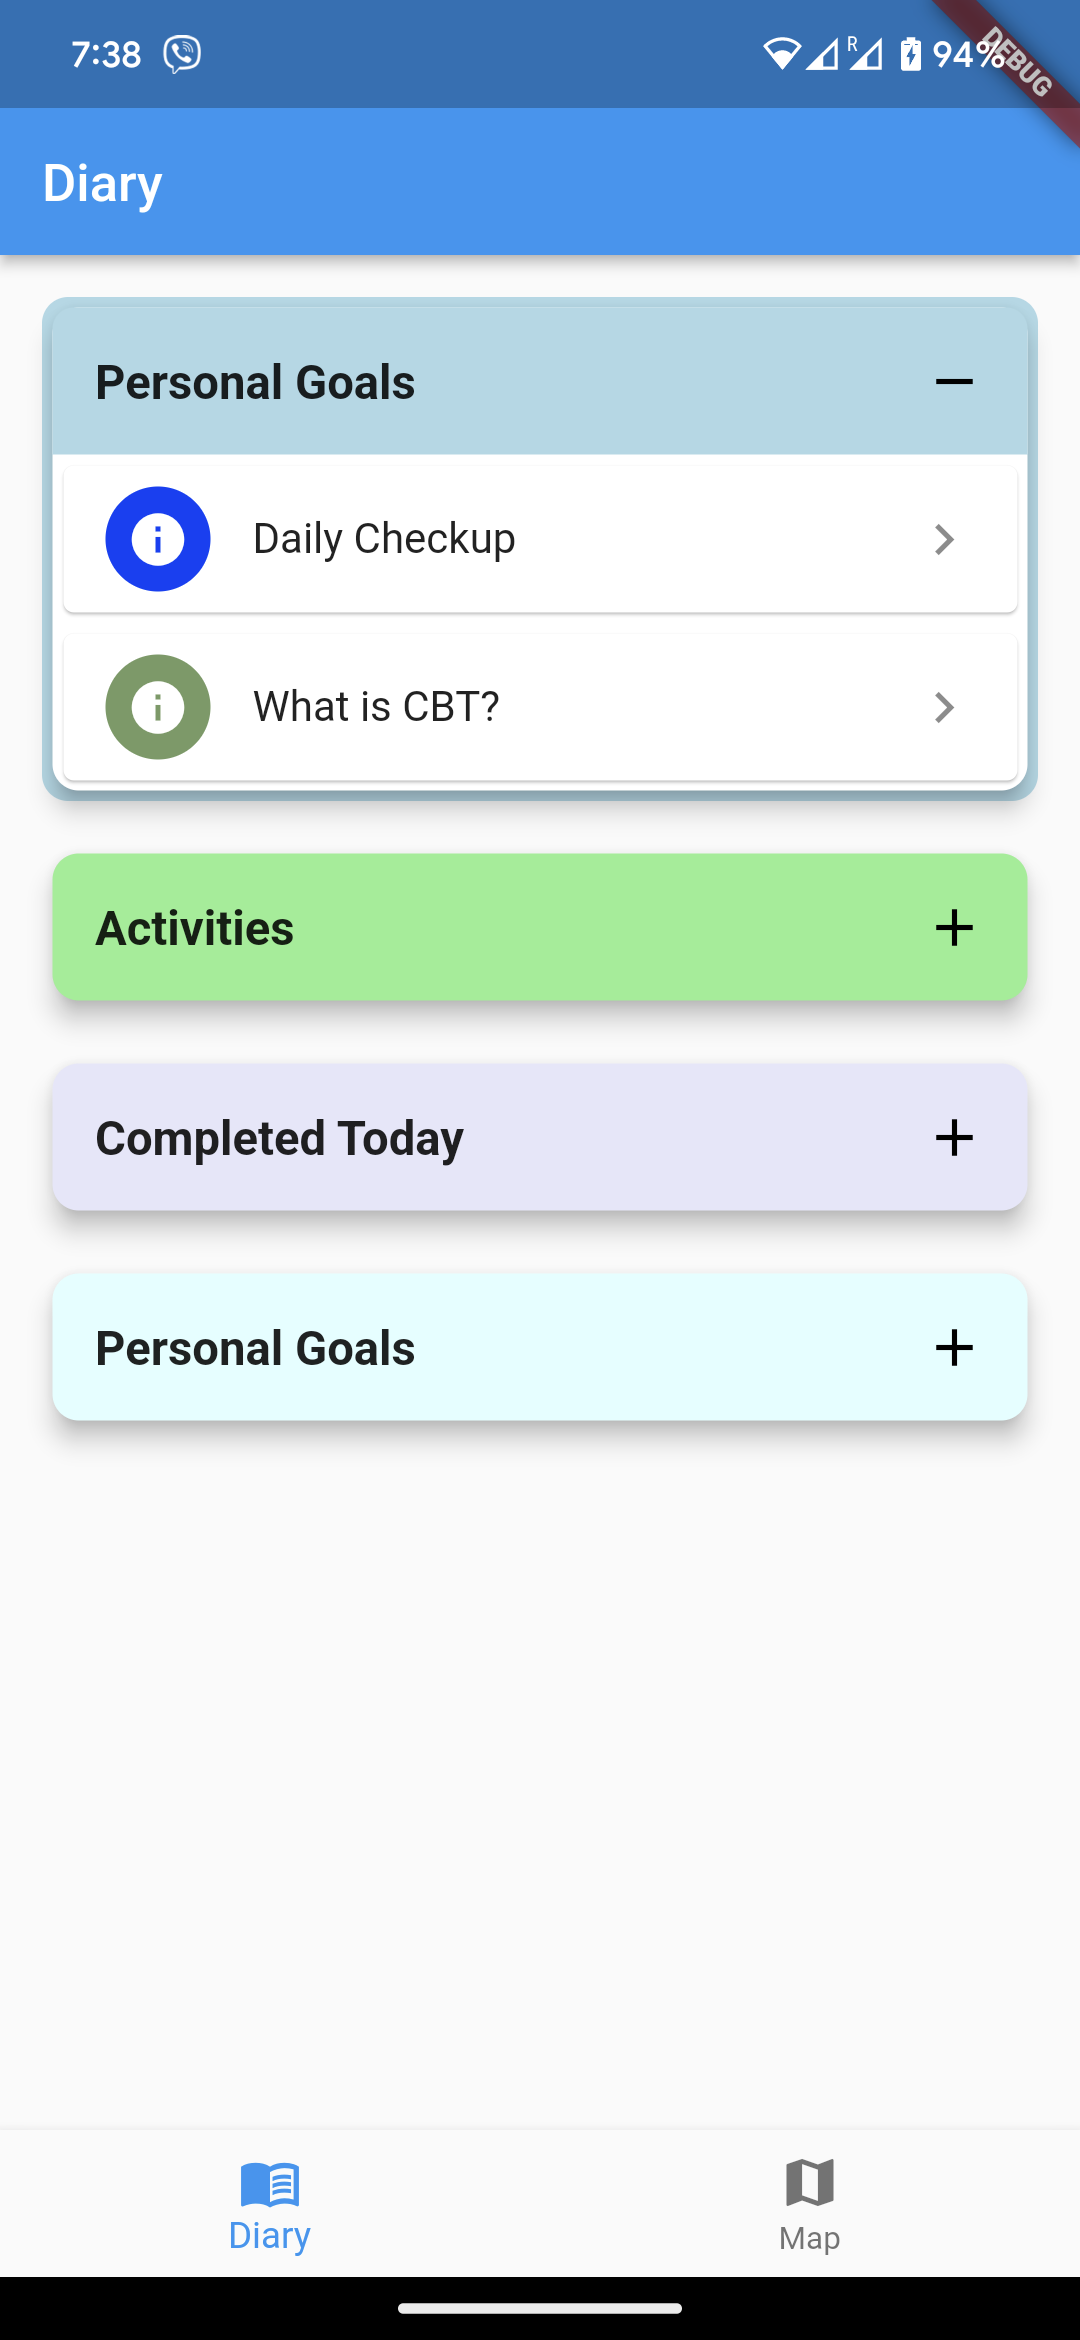 7:38 R 94%
DEBUG
Diary
Personal Goals
Daily Checkup
What is CBT?
Activities
Completed Today
Personal Goals
Diary
Map